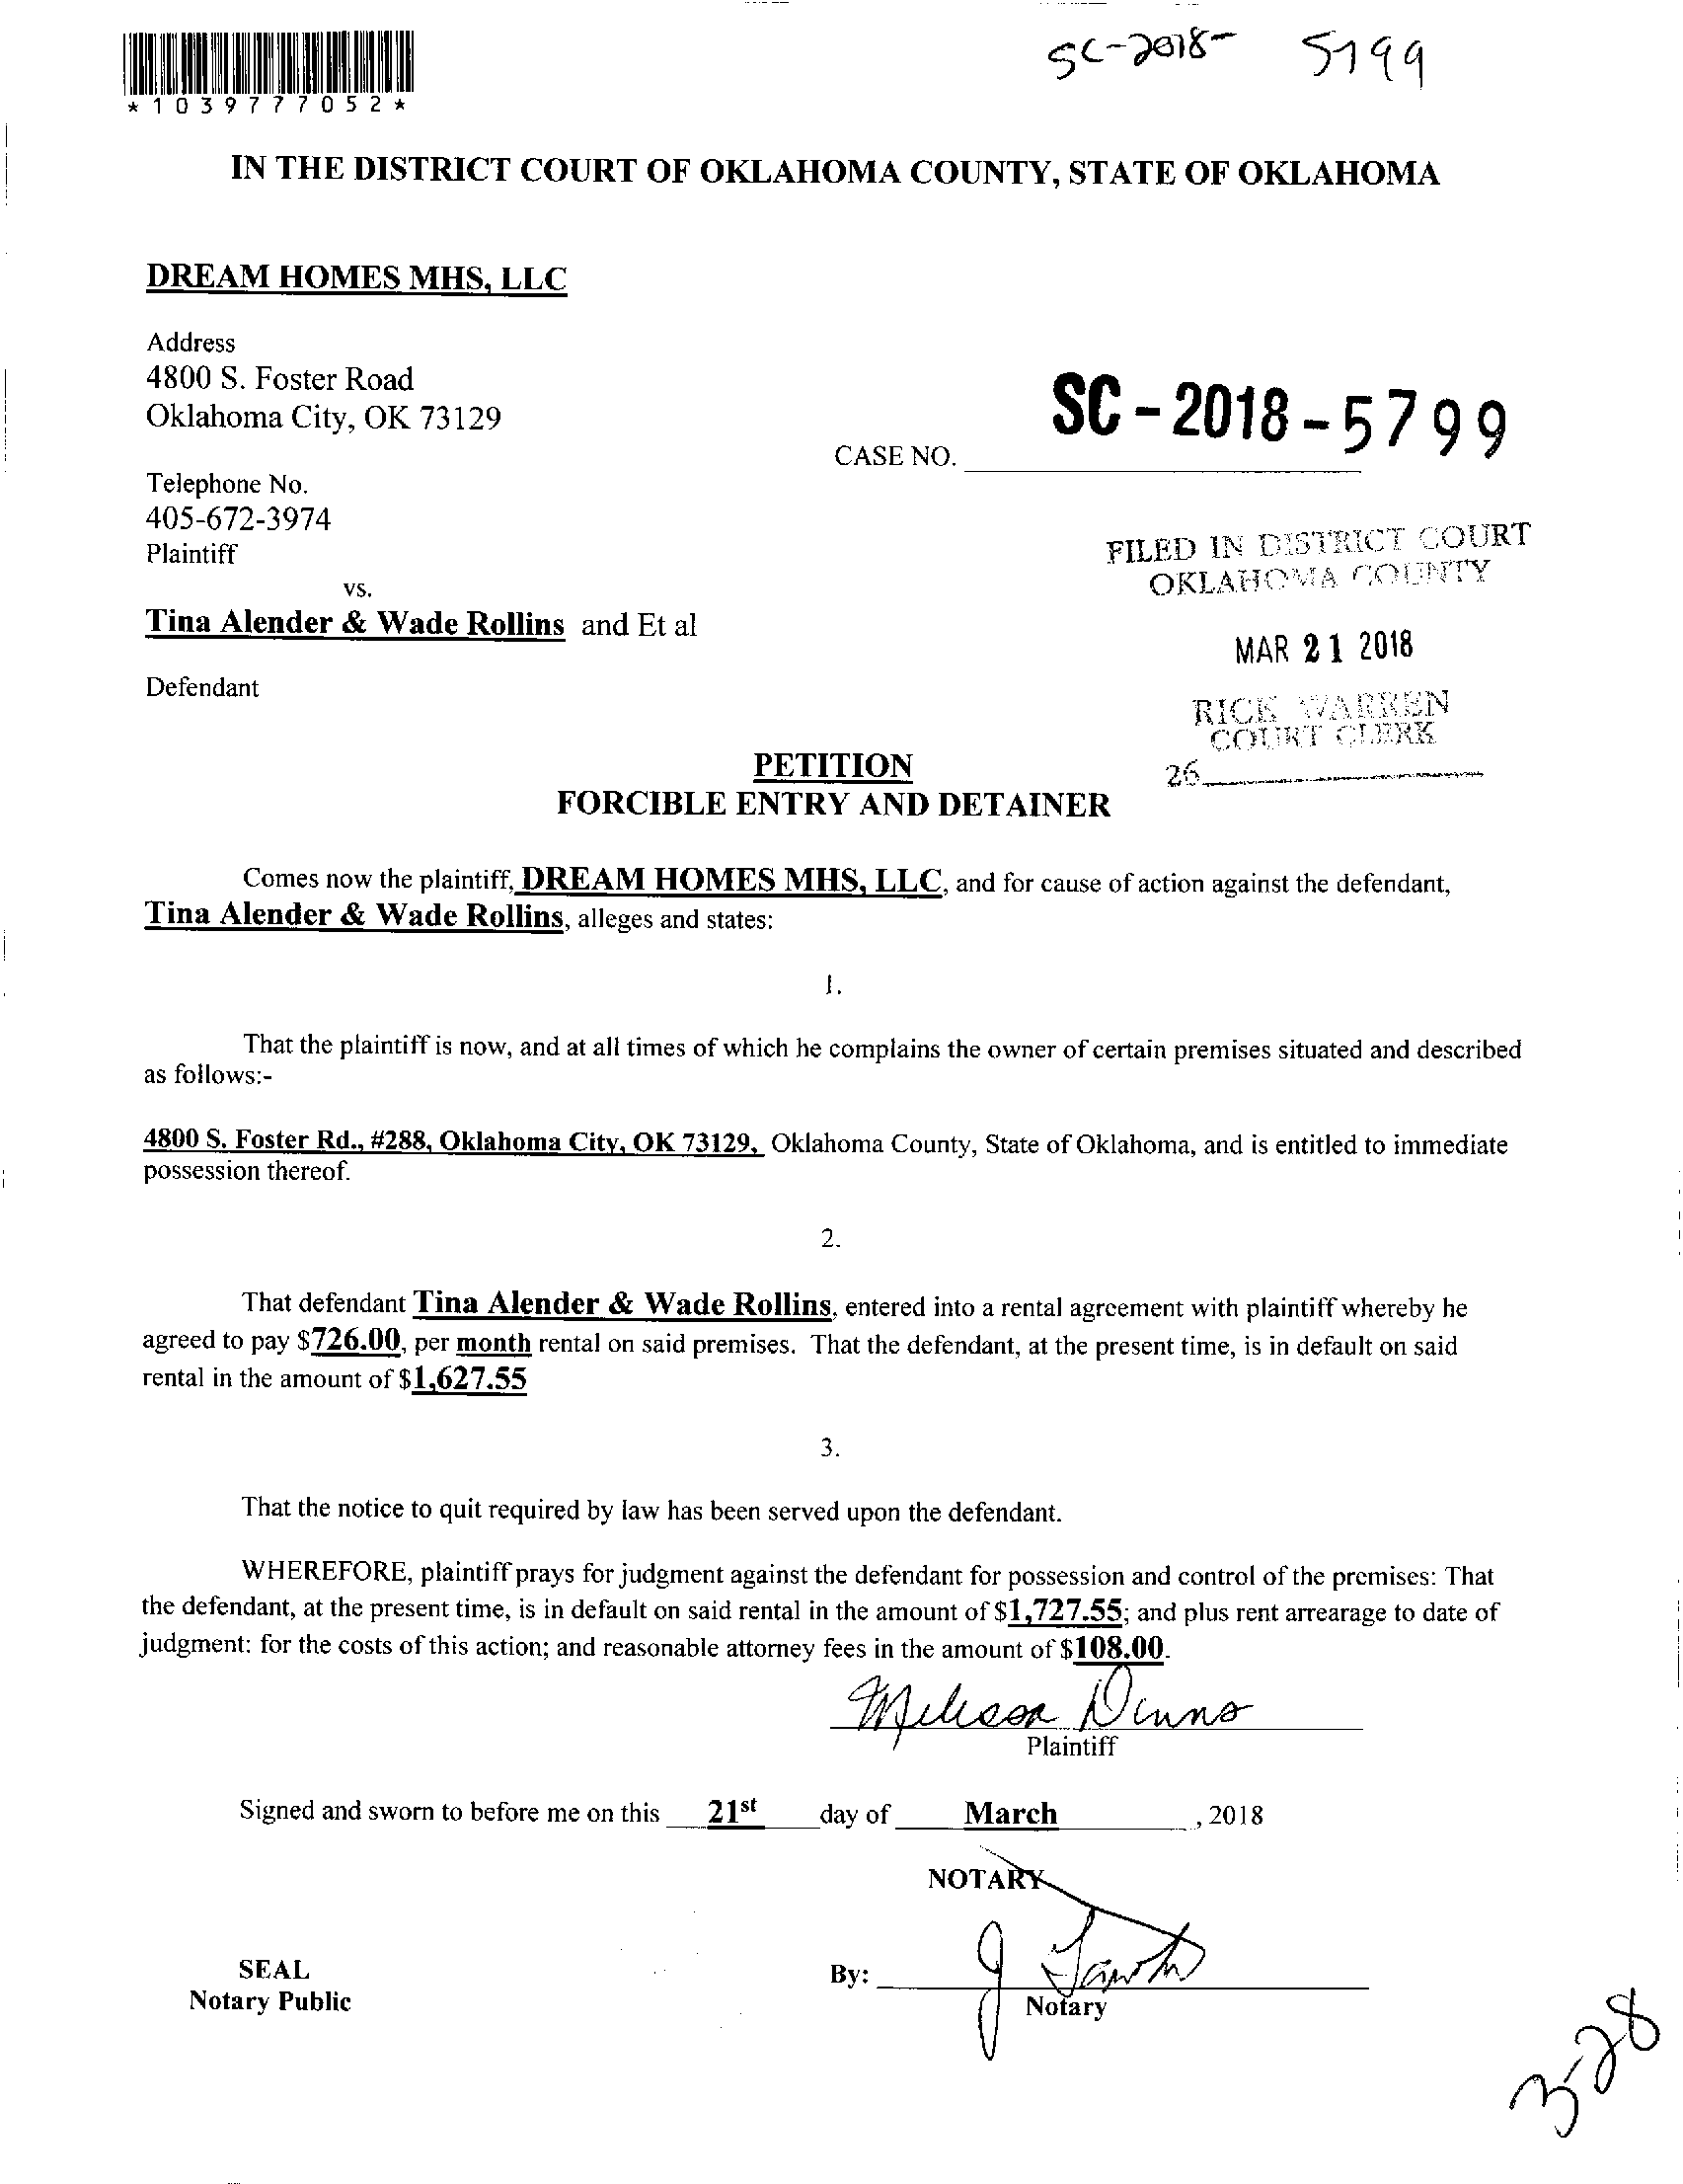 SC-2018- 5799
*1039777052*
IN THE DISTRICT COURT OF OKLAHOMA COUNTY, STATE OF OKLAHOMA
DREAM HOMES MHS, LLC
Address
4800 S. Foster Road
Oklahoma City, OK 73129
SC-2018-5799
CASE NO.
Telephone No.
405-672-3974
Plaintiff
FILED IN DISTRICT COURT
OKLAHOMA COUNTY
vs.
Tina Alender & Wade Rollins and Et al
MAR 21 2018
Defendant
RICK WARREN
COURT CLERK
26
PETITION
FORCIBLE ENTRY AND DETAINER
Comes now the plaintiff, DREAM HOMES MHS, LLC, and for cause of action against the defendant,
Tina Alender & Wade Rollins, alleges and states:
1.
That the plaintiff is now, and at all times of which he complains the owner of certain premises situated and described
as follows:-
4800 S. Foster Rd., #288, Oklahoma City, OK 73129, Oklahoma County, State of Oklahoma, and is entitled to immediate
possession thereof.
2.
That defendant Tina Alender & Wade Rollins, entered into a rental agreement with plaintiff whereby he
agreed to pay $726.00, per month rental on said premises. That the defendant, at the present time, is in default on said
rental in the amount of $1,627.55
3.
That the notice to quit required by law has been served upon the defendant.
WHEREFORE, plaintiff prays for judgment against the defendant for possession and control of the premises: That
the defendant, at the present time, is in default on said rental in the amount of $1,727.55; and plus rent arrearage to date of
judgment: for the costs of this action; and reasonable attorney fees in the amount of $108.00.
Melissa
Plaintiff
Signed and sworn to before me on this 21st day of March, 2018
NOTARY
SEAL
Notary Public
By: J
Notary
3-28